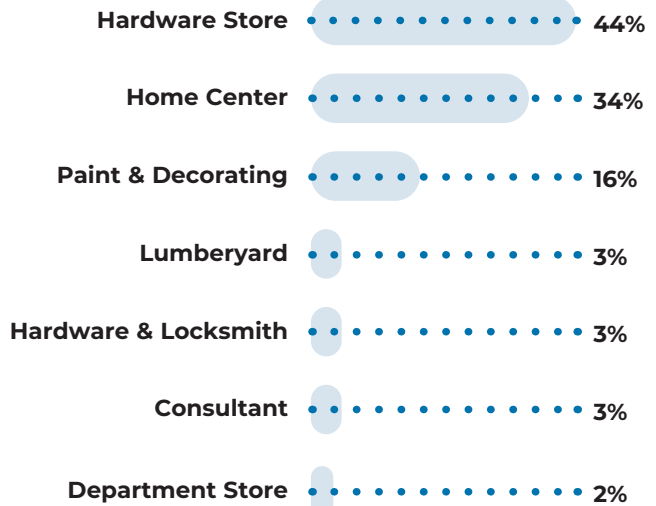 Hardware Store 44%
Home Center 34%
Paint & Decorating 16%
Lumberyard 3%
Hardware & Locksmith 3%
Consultant 3%
Department Store 2%